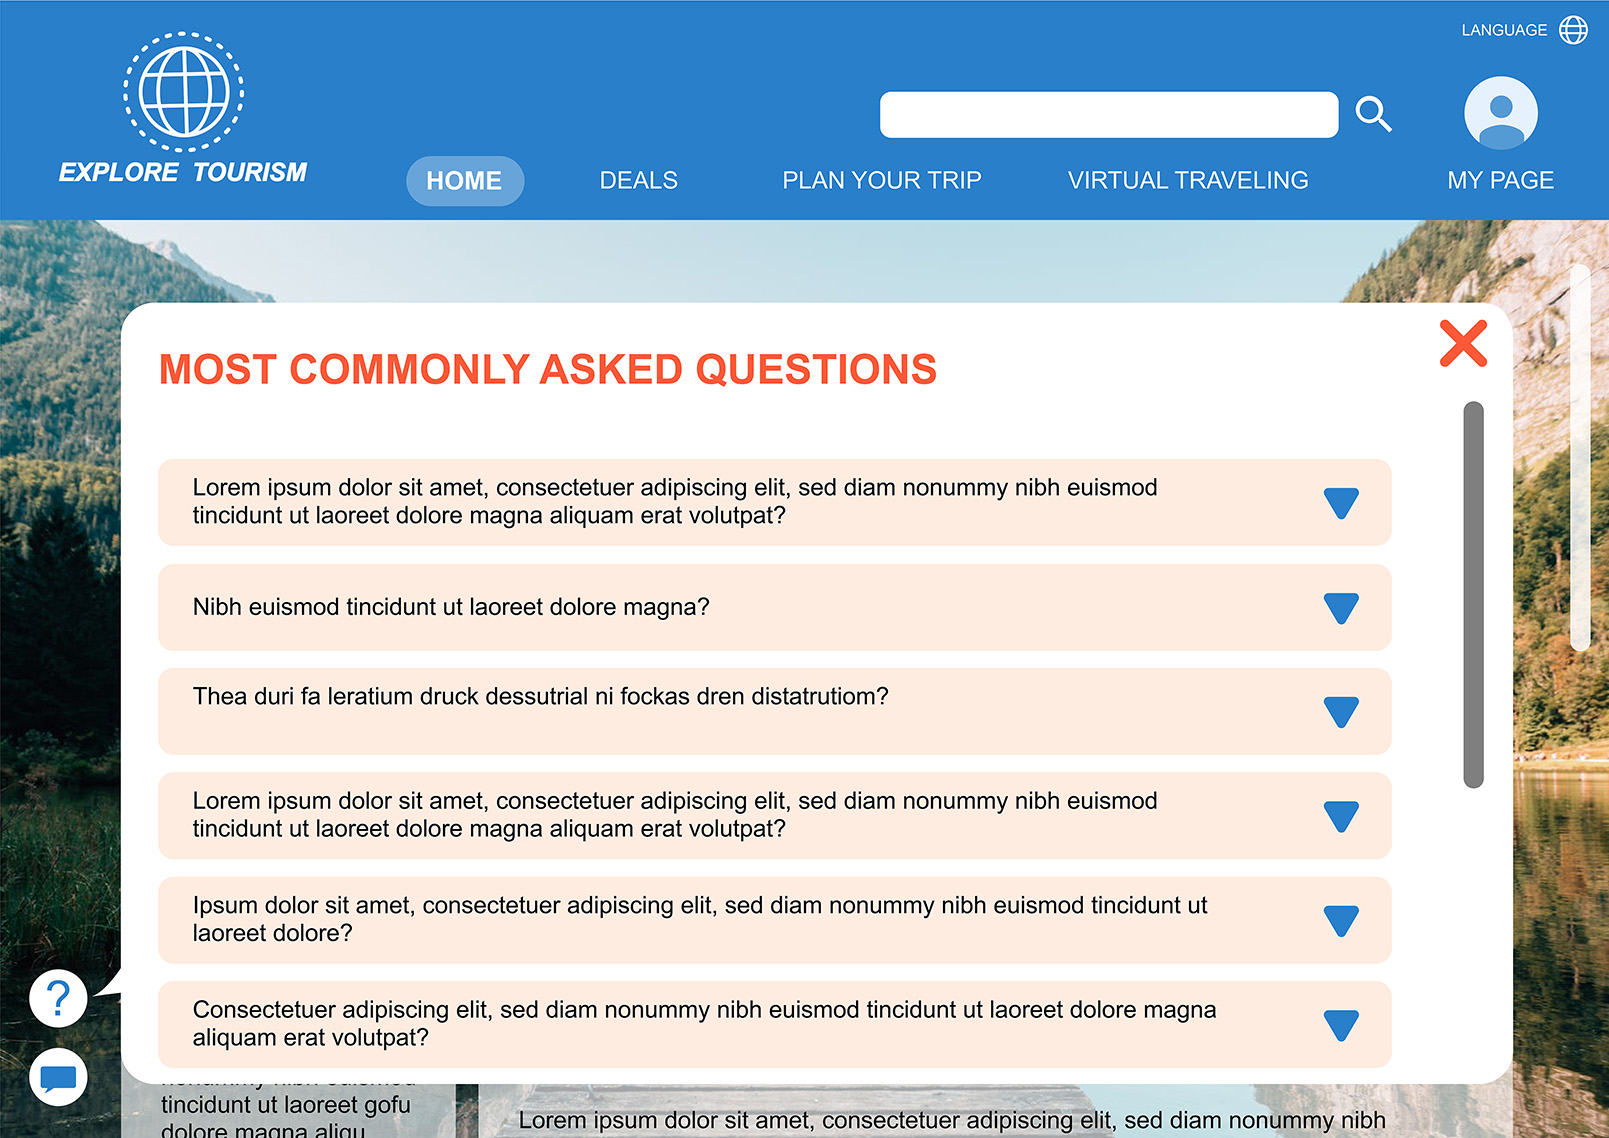 LANGUAGE
EXPLORE TOURISM
HOME
DEALS
PLAN YOUR TRIP
VIRTUAL TRAVELING
MY PAGE
MOST COMMONLY ASKED QUESTIONS
Lorem ipsum dolor sit amet, consectetuer adipiscing elit, sed diam nonummy nibh euismod
tincidunt ut laoreet dolore magna aliquam erat volutpat?
Nibh euismod tincidunt ut laoreet dolore magna?
Thea duri fa leratium druck dessutrial ni fockas dren distatrutiom?
Lorem ipsum dolor sit amet, consectetuer adipiscing elit, sed diam nonummy nibh euismod
tincidunt ut laoreet dolore magna aliquam erat volutpat?
Ipsum dolor sit amet, consectetuer adipiscing elit, sed diam nonummy nibh euismod tincidunt ut
laoreet dolore?
Consectetuer adipiscing elit, sed diam nonummy nibh euismod tincidunt ut laoreet dolore magna
aliquam erat volutpat?
?
nonummy nibh euismod
tincidunt ut laoreet gofu
dolore magna aliqu
Lorem ipsum dolor sit amet, consectetuer adipiscing elit, sed diam nonummy nibh